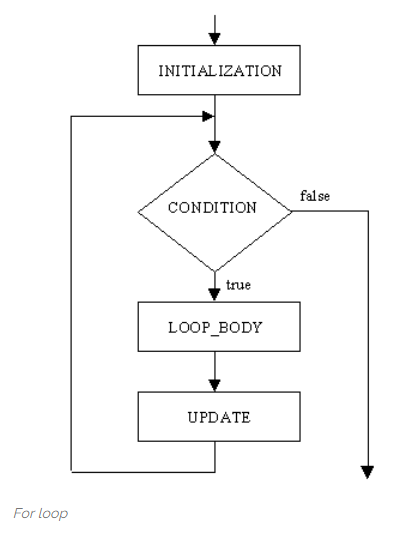 INITIALIZATION
CONDITION
false
true
LOOP_BODY
UPDATE
For loop